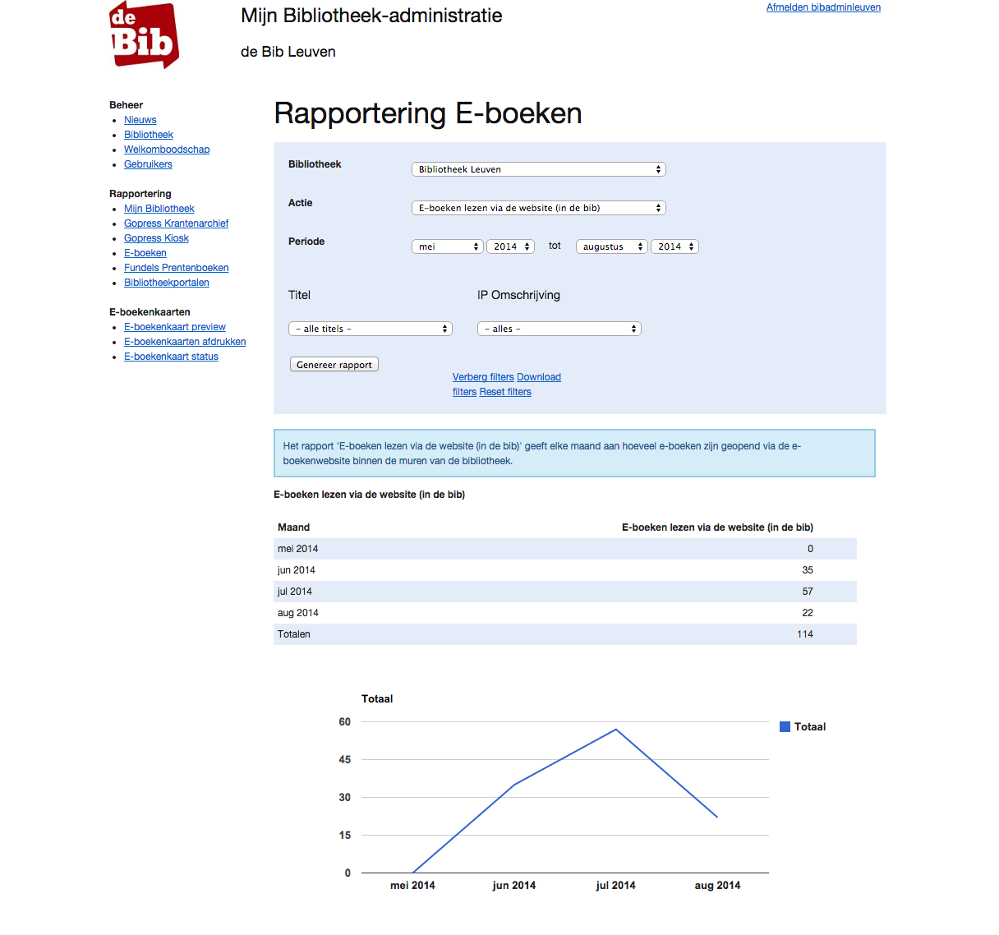 de
Bib
Mijn Bibliotheek-administratie
Afmelden bibadminleuven
de Bib Leuven
Beheer
Nieuws
Bibliotheek
Welkomboodschap
Gebruikers
Rapportering
Mijn Bibliotheek
Gopress Krantenarchief
Gopress Kiosk
E-boeken
Fundels Prentenboeken
Bibliotheekportalen
E-boekenkaarten
E-boekenkaart preview
E-boekenkaarten afdrukken
E-boekenkaart status
Rapportering E-boeken
Bibliotheek Bibliotheek Leuven
Actie E-boeken lezen via de website (in de bib)
Periode mei 2014 tot augustus 2014
Titel IP Omschrijving
– alle titels – – alles –
Genereer rapport
Verberg filters Download
filters Reset filters
Het rapport 'E-boeken lezen via de website (in de bib)' geeft elke maand aan hoeveel e-boeken zijn geopend via de e-
boekenwebsite binnen de muren van de bibliotheek.
E-boeken lezen via de website (in de bib)
Maand E-boeken lezen via de website (in de bib)
mei 2014 0
jun 2014 35
jul 2014 57
aug 2014 22
Totalen 114
Totaal
60
45
30
15
0
mei 2014 jun 2014 jul 2014 aug 2014
Totaal